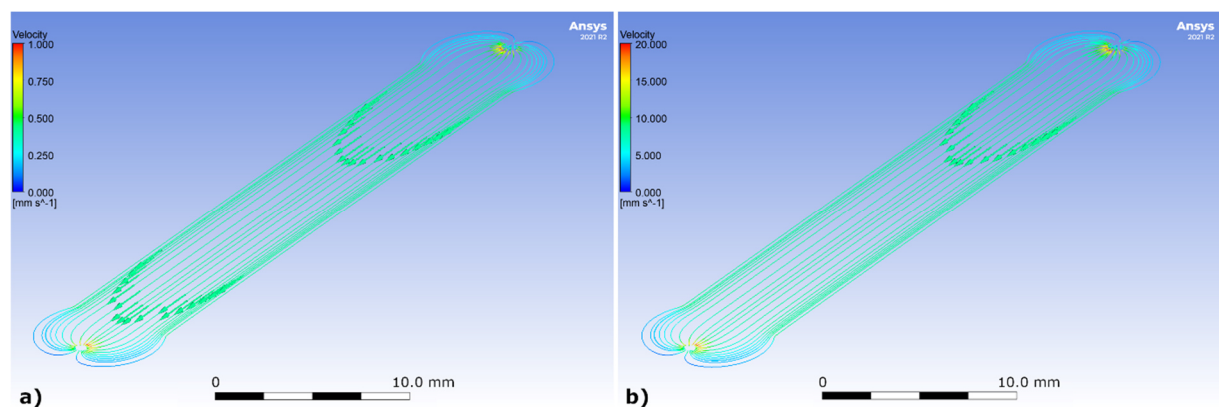 Velocity
1.000
0.750
0.500
0.250
0.000
[mm s^-1]
Ansys
2021 R2
0 10.0 mm
a)
Velocity
20.000
15.000
10.000
5.000
0.000
[mm s^-1]
Ansys
2021 R2
0 10.0 mm
b)